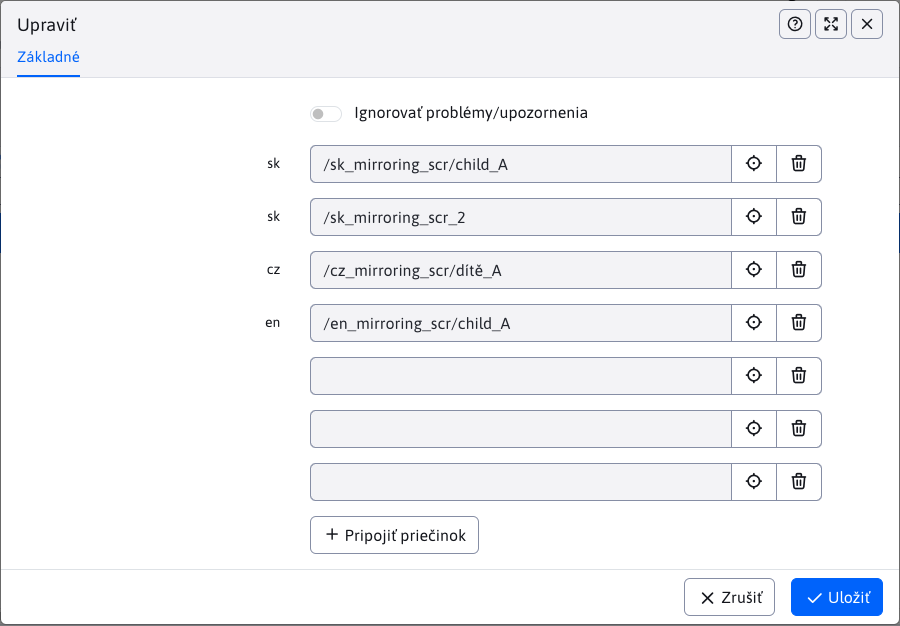 Upraviť
Základné
Ignorovať problémy/upozornenia
sk /sk_mirroring_scr/child_A
sk /sk_mirroring_scr_2
cz /cz_mirroring_scr/dítě_A
en /en_mirroring_scr/child_A
Pripojiť priečinok
Zrušiť Uložiť